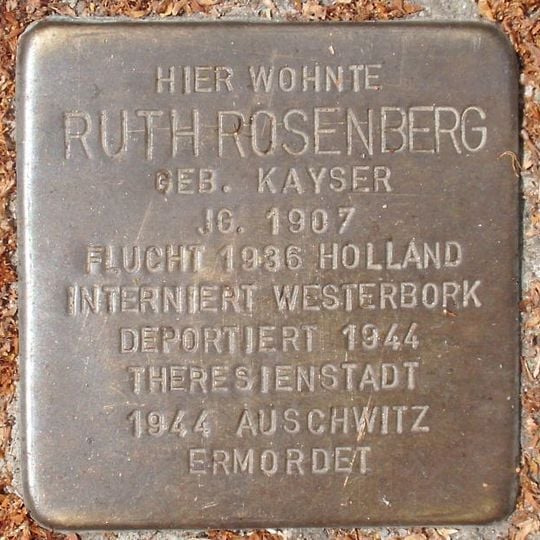 HIER WOHNTE
RUTH ROSENBERG
GEB. KAYSER
JG. 1907
FLUCHT 1936 HOLLAND
INTERNIERT WESTERBORK
DEPORTIERT 1944
THERESIENSTADT
1944 AUSCHWITZ
ERMORDET